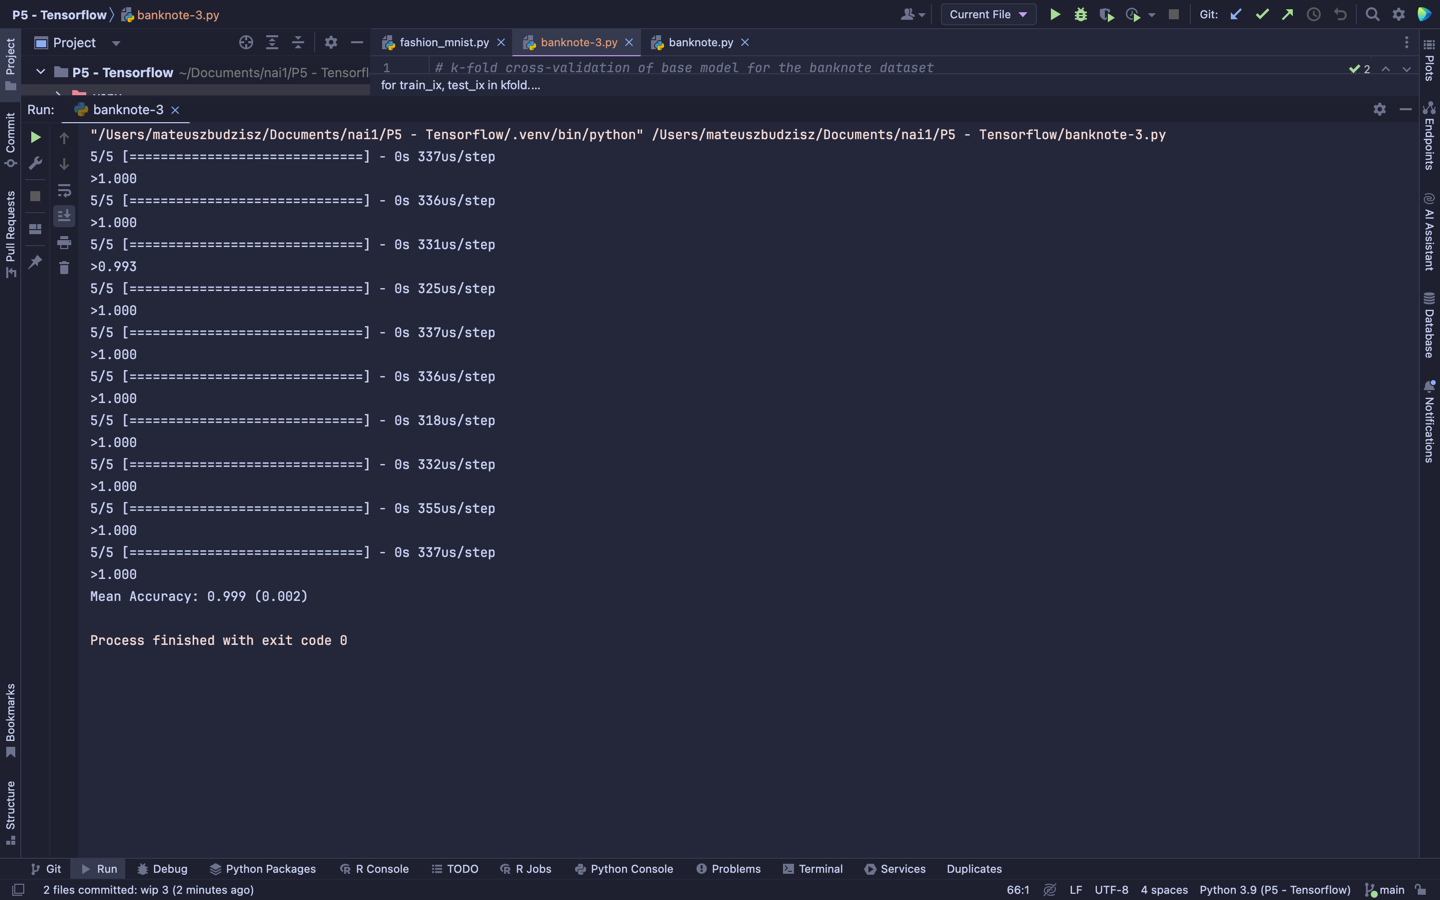 P5 - Tensorflow banknote-3.py
Current File
Git:
Project
fashion_mnist.py
banknote-3.py
banknote.py
P5 - Tensorflow ~/Documents/nai1/P5 - Tensorfl
1 # k-fold cross-validation of base model for the banknote dataset
2
for train_ix, test_ix in kfold....
Run: banknote-3
"/Users/mateuszbudzisz/Documents/nai1/P5 - Tensorflow/.venv/bin/python" /Users/mateuszbudzisz/Documents/nai1/P5 - Tensorflow/banknote-3.py
5/5 [==============================] - 0s 337us/step
>1.000
5/5 [==============================] - 0s 336us/step
>1.000
5/5 [==============================] - 0s 331us/step
>0.993
5/5 [==============================] - 0s 325us/step
>1.000
5/5 [==============================] - 0s 337us/step
>1.000
5/5 [==============================] - 0s 336us/step
>1.000
5/5 [==============================] - 0s 318us/step
>1.000
5/5 [==============================] - 0s 332us/step
>1.000
5/5 [==============================] - 0s 355us/step
>1.000
5/5 [==============================] - 0s 337us/step
>1.000
Mean Accuracy: 0.999 (0.002)
Process finished with exit code 0
Project
Commit
Pull Requests
Bookmarks
Structure
Plots
Endpoints
AI Assistant
Database
Notifications
Git
Run
Debug
Python Packages
R Console
TODO
R Jobs
Python Console
Problems
Terminal
Services
Duplicates
2 files committed: wip 3 (2 minutes ago)
66:1
LF
UTF-8
4 spaces
Python 3.9 (P5 - Tensorflow)
main